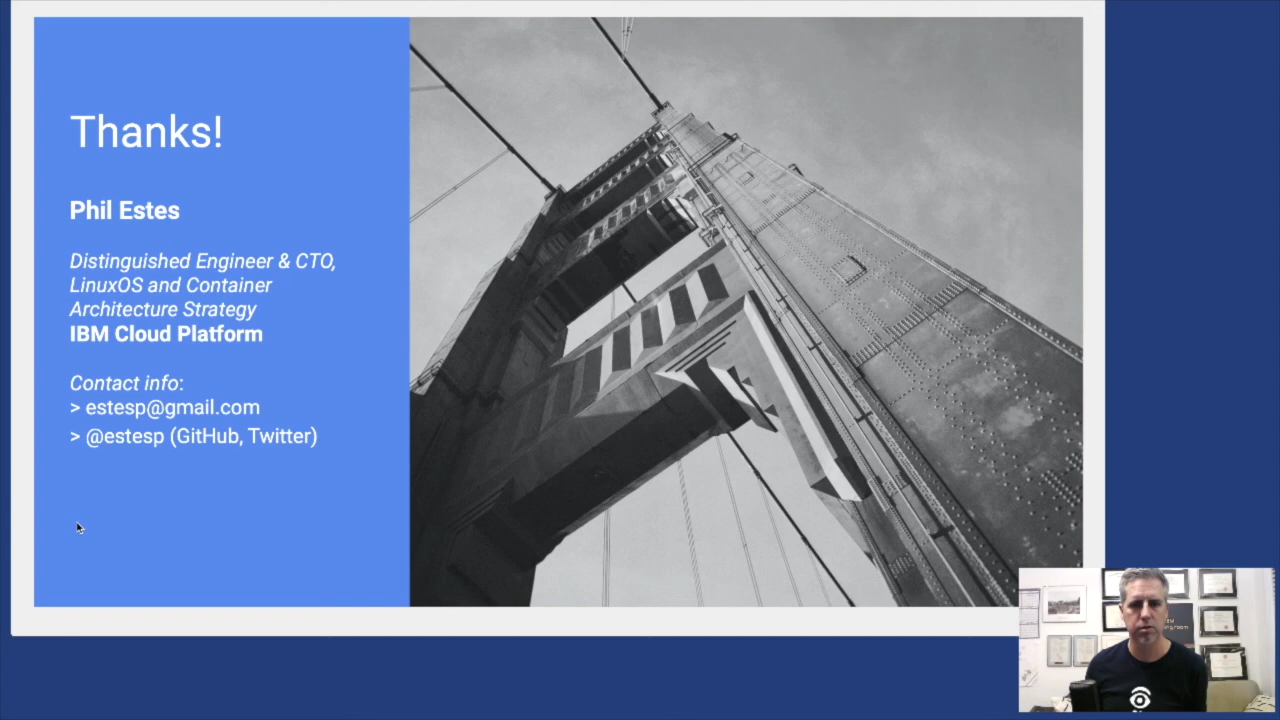 Thanks!
Phil Estes
Distinguished Engineer & CTO,
LinuxOS and Container
Architecture Strategy
IBM Cloud Platform
Contact info:
> estesp@gmail.com
> @estesp (GitHub, Twitter)